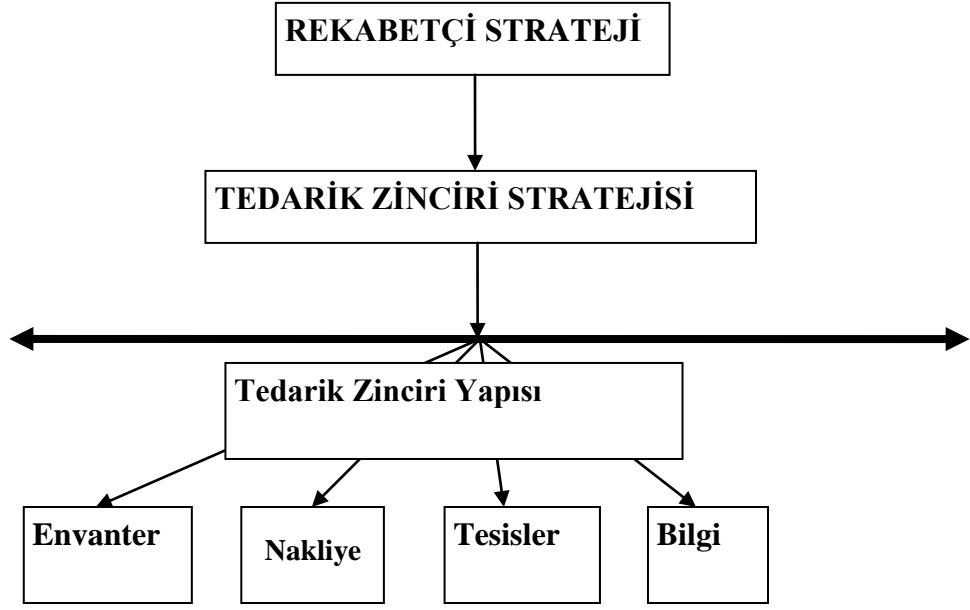 REKABETÇİ STRATEJİ
TEDARİK ZİNCİRİ STRATEJİSİ
Tedarik Zinciri Yapısı
Envanter
Nakliye
Tesisler
Bilgi